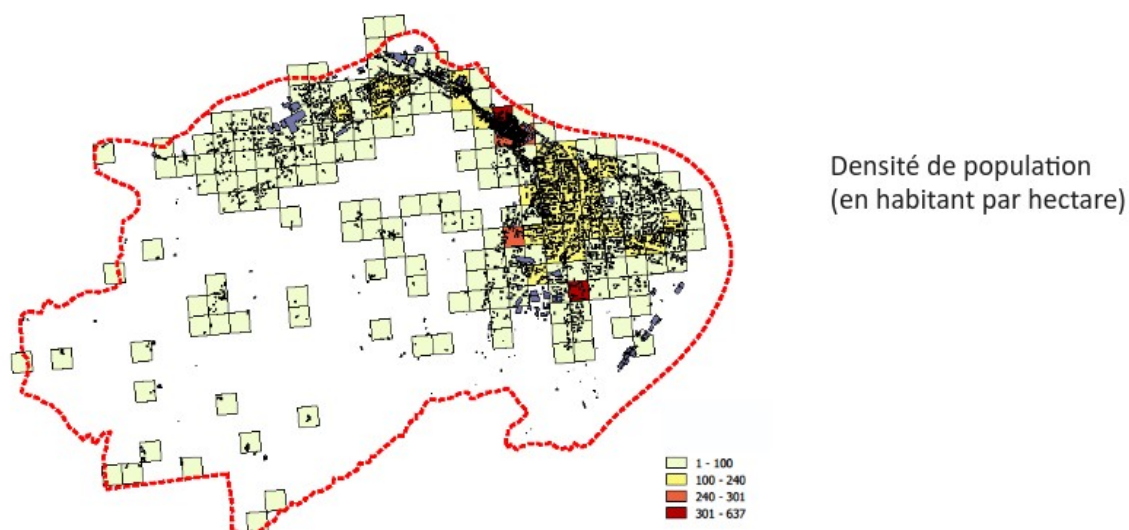 Densité de population
(en habitant par hectare)
1 - 100
100 - 240
240 - 301
301 - 637